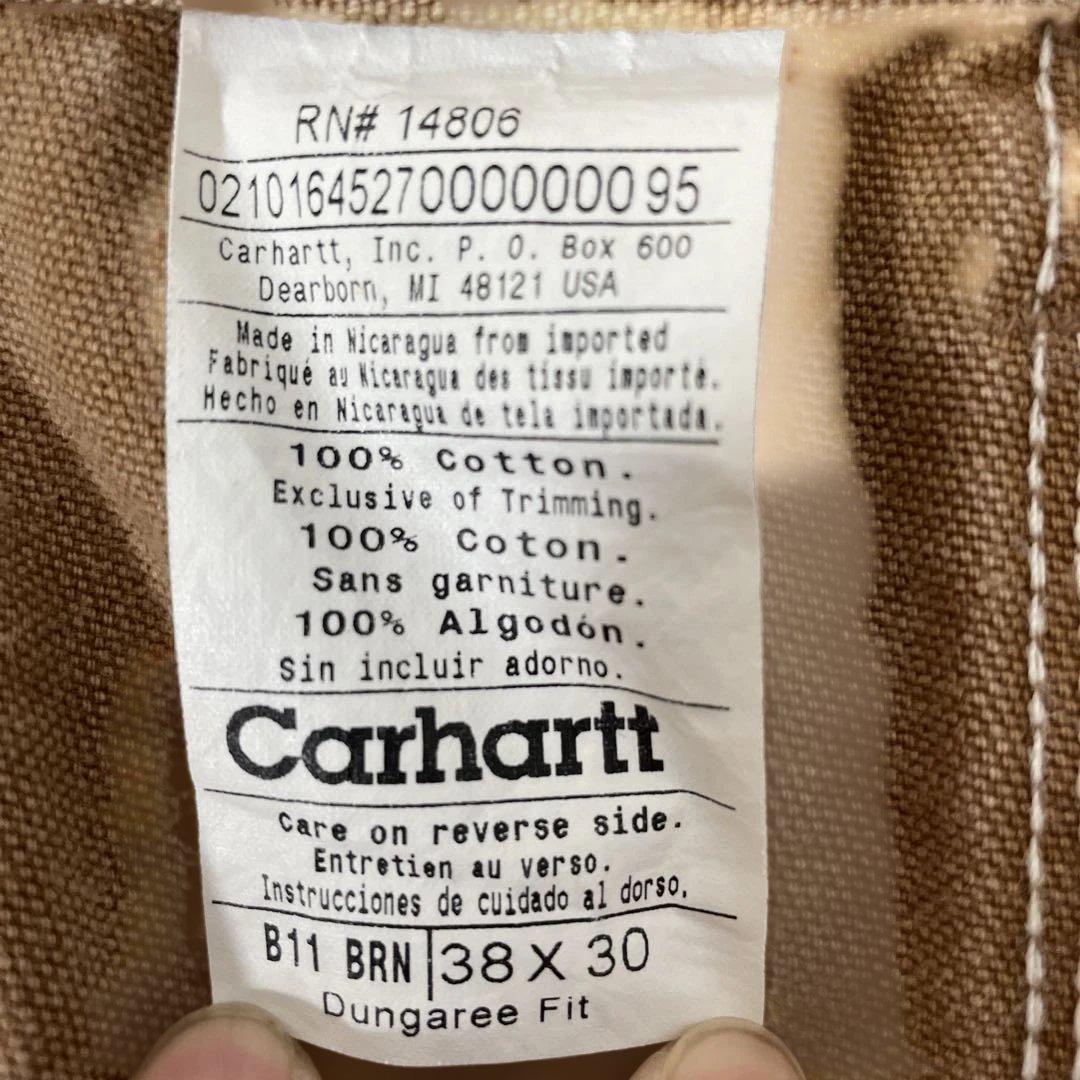 RN# 14806
0210164527000000095
Carhartt, Inc. P. O. Box 600
Dearborn, MI 48121 USA
Made in Nicaragua from imported
Fabriqué au Nicaragua des tissu importé.
Hecho en Nicaragua de tela importada.
100% Cotton.
Exclusive of Trimming.
100% Coton.
Sans garniture.
100% Algodón.
Sin incluir adorno.
Carhartt
Care on reverse side.
Entretien au verso.
Instrucciones de cuidado al dorso.
B11 BRN 38 X 30
Dungaree Fit